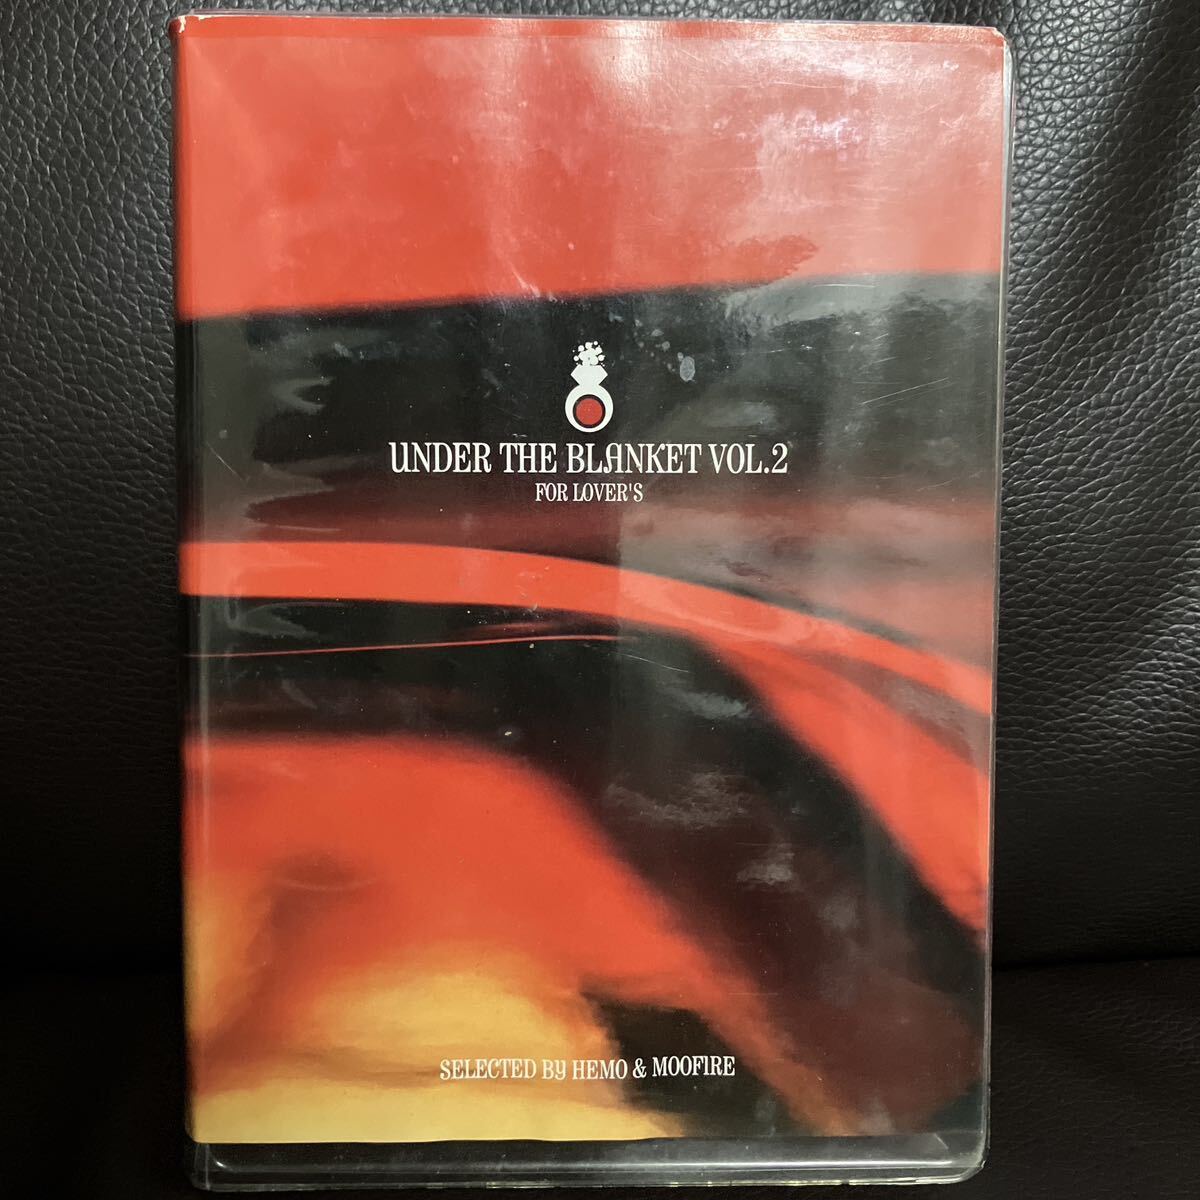 UNDER THE BLANKET VOL.2
FOR LOVER'S
SELECTED BY HEMO & MOOFIRE